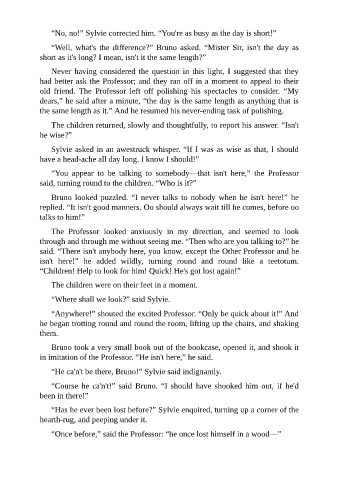 “No, no!” Sylvie corrected him. “You're as busy as the day is short!”
“Well, what's the difference?” Bruno asked. “Mister Sir, isn't the day as
short as it's long? I mean, isn't it the same length?”
Never having considered the question in this light, I suggested that they
had better ask the Professor; and they ran off in a moment to appeal to their
old friend. The Professor left off polishing his spectacles to consider. “My
dears,” he said after a minute, “the day is the same length as anything that is
the same length as it.” And he resumed his never-ending task of polishing.
The children returned, slowly and thoughtfully, to report his answer. “Isn't
he wise?”
Sylvie asked in an awestruck whisper. “If I was as wise as that, I should
have a head-ache all day long. I know I should!”
“You appear to be talking to somebody—that isn't here,” the Professor
said, turning round to the children. “Who is it?”
Bruno looked puzzled. “I never talks to nobody when he isn't here!” he
replied. “It isn't good manners. Oo should always wait till he comes, before oo
talks to him!”
The Professor looked anxiously in my direction, and seemed to look
through and through me without seeing me. “Then who are you talking to?” he
said. “There isn't anybody here, you know, except the Other Professor and he
isn't here!” he added wildly, turning round and round like a teetotum.
“Children! Help to look for him! Quick! He's got lost again!”
The children were on their feet in a moment.
“Where shall we look?” said Sylvie.
“Anywhere!” shouted the excited Professor. “Only be quick about it!” And
he began trotting round and round the room, lifting up the chairs, and shaking
them.
Bruno took a very small book out of the bookcase, opened it, and shook it
in imitation of the Professor. “He isn't here,” he said.
“He ca'n't be there, Bruno!” Sylvie said indignantly.
“Course he ca'n't!” said Bruno. “I should have shooked him out, if he'd
been in there!”
“Has he ever been lost before?” Sylvie enquired, turning up a corner of the
hearth-rug, and peeping under it.
“Once before,” said the Professor: “he once lost himself in a wood—”